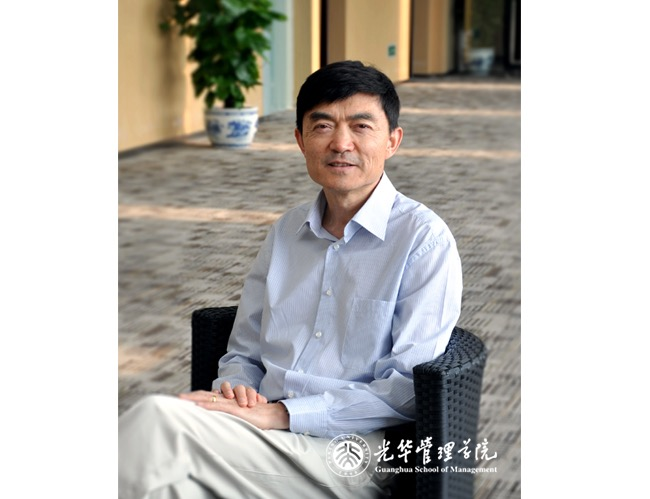 光华管理学院
Guanghua School of Management